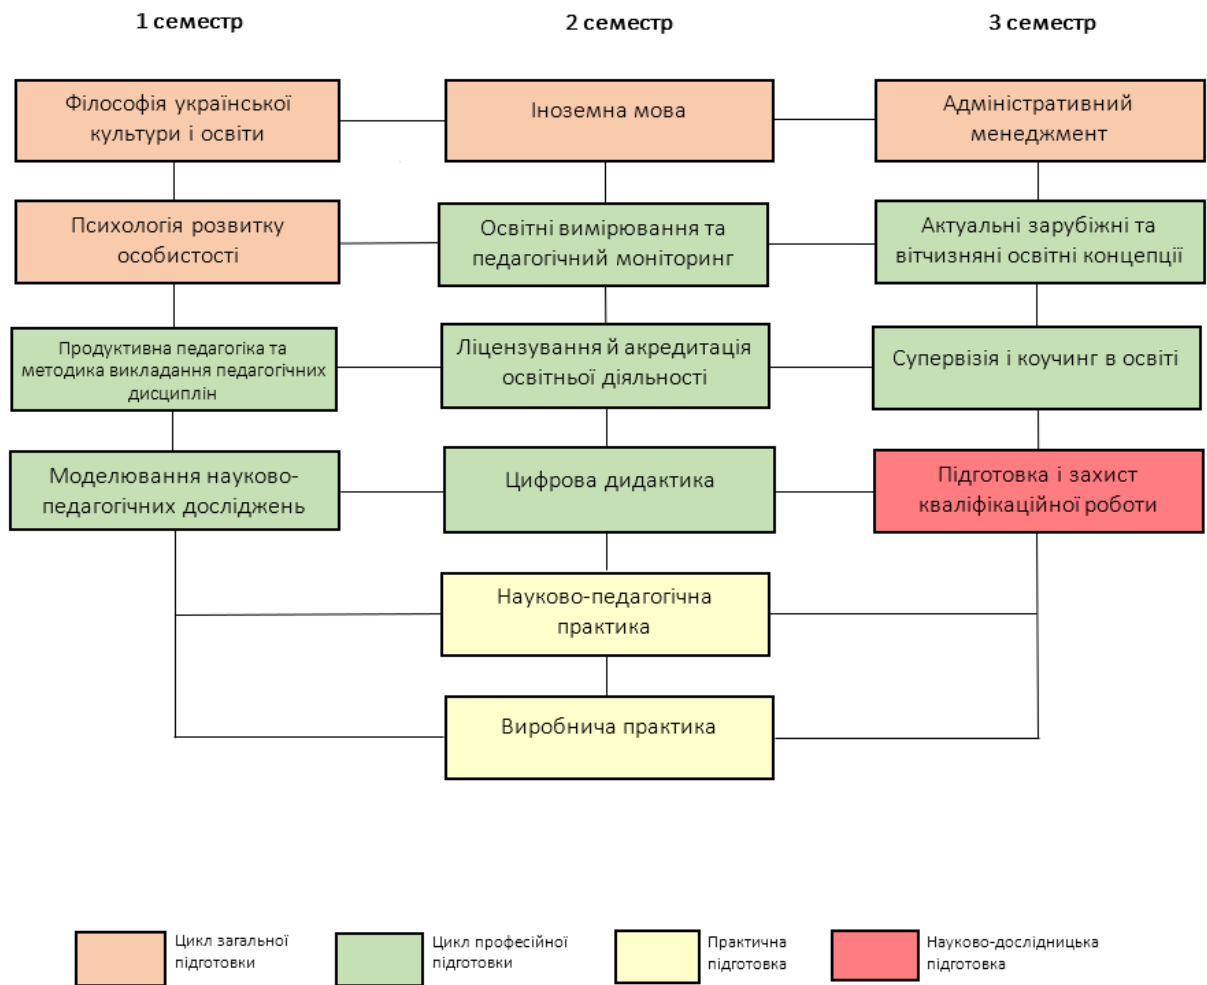 1 семестр
2 семестр
3 семестр
Філософія української
культури і освіти
Іноземна мова
Адміністративний
менеджмент
Психологія розвитку
особистості
Освітні вимірювання та
педагогічний моніторинг
Актуальні зарубіжні та
вітчизняні освітні концепції
Продуктивна педагогіка та
методика викладання педагогічних
дисциплін
Ліцензування й акредитація
освітньої діяльності
Супервізія і коучинг в освіті
Моделювання науково-
педагогічних досліджень
Цифрова дидактика
Підготовка і захист
кваліфікаційної роботи
Науково-педагогічна
практика
Виробнича практика
Цикл загальної
підготовки
Цикл професійної
підготовки
Практична
підготовка
Науково-дослідницька
підготовка